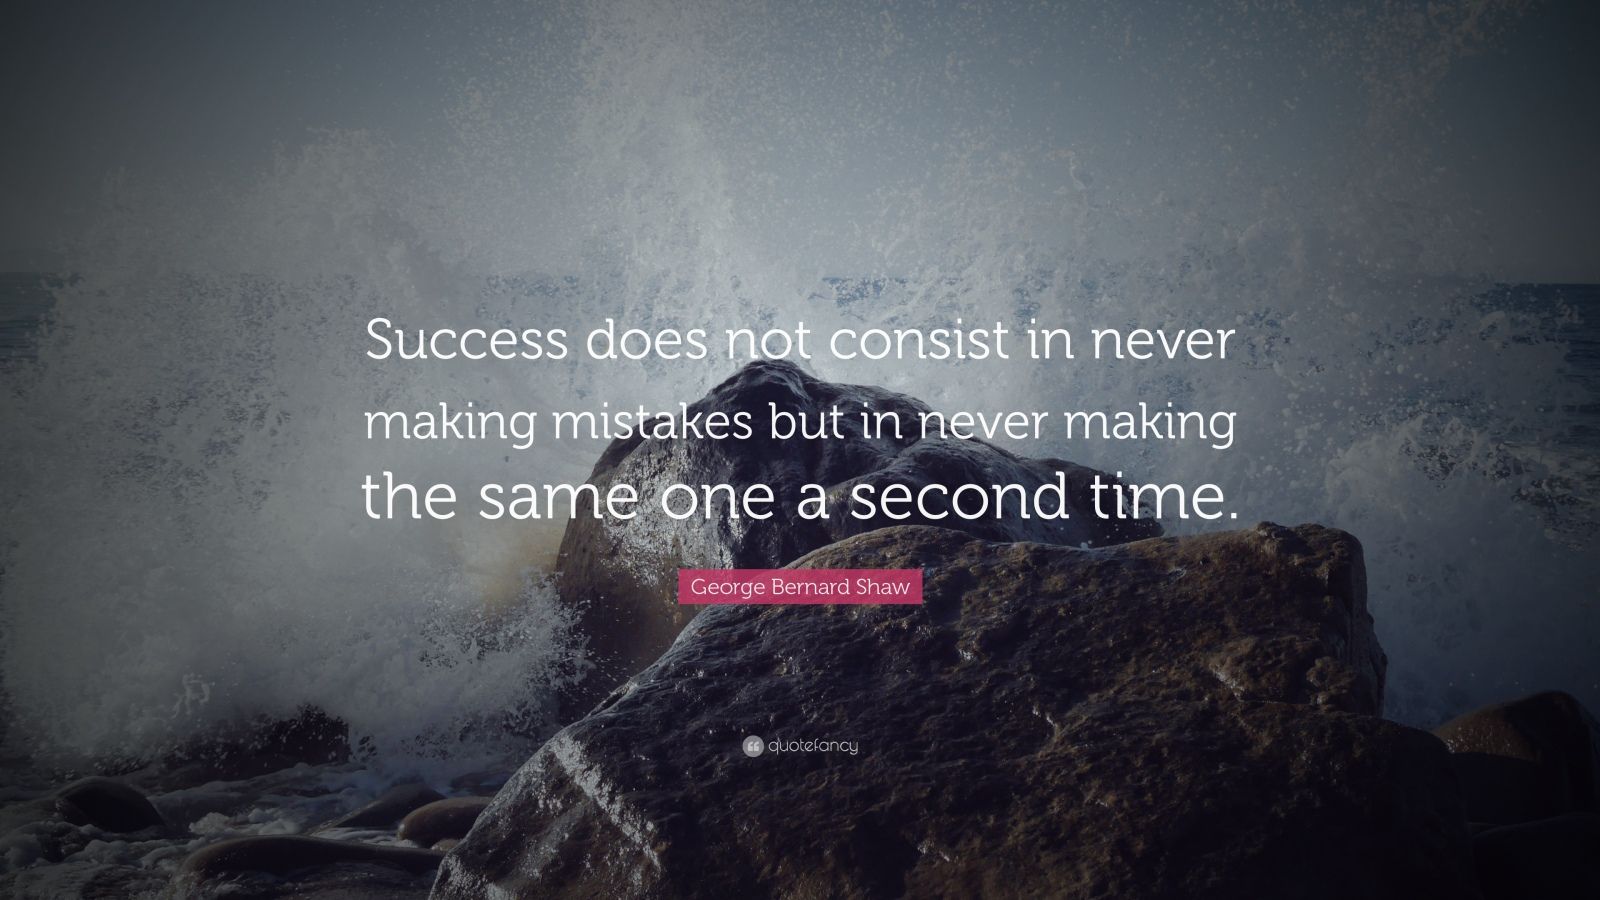 Success does not consist in never
making mistakes but in never making
the same one a second time.
George Bernard Shaw
quotefancy